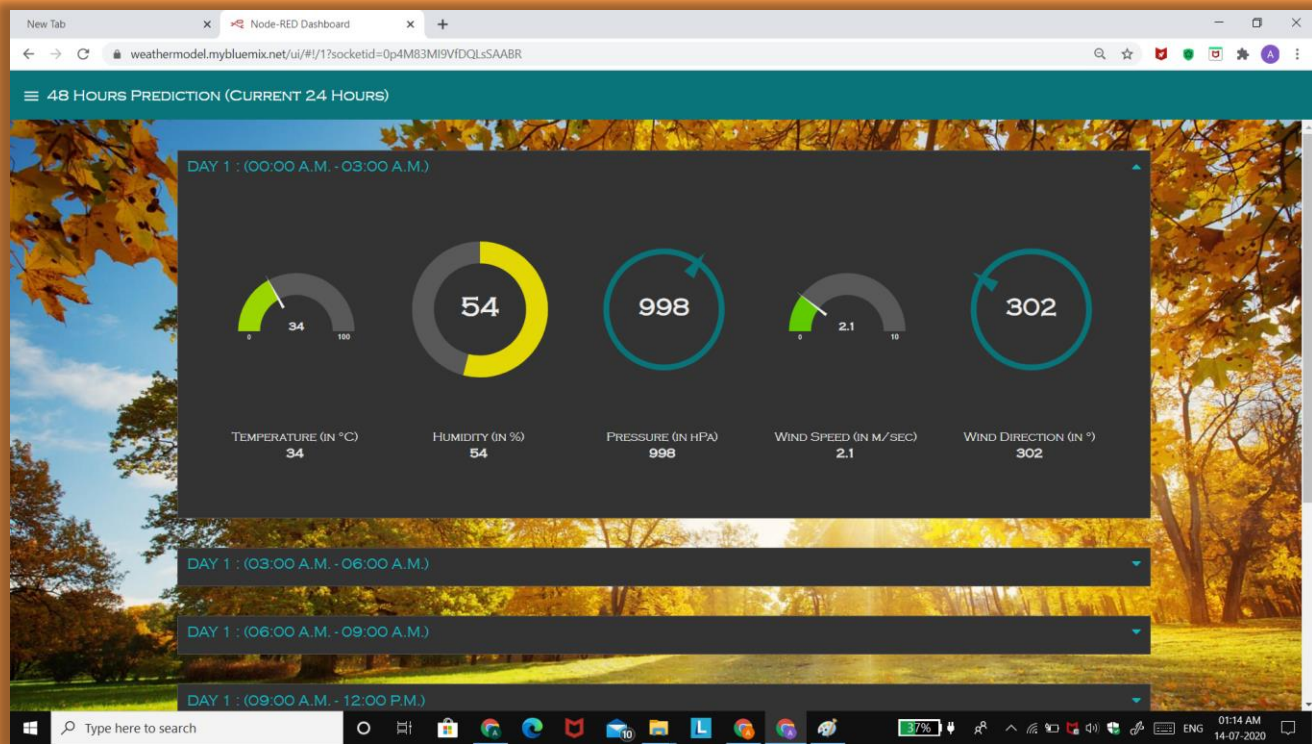 New Tab
Node-RED Dashboard
weathermodel.mybluemix.net/ui/#!/1?socketid=0p4M83MI9VfDQLsSAABR
A
48 Hours Prediction (Current 24 Hours)
DAY 1 : (00:00 A.M. - 03:00 A.M.)
34
0 100
54
998
2.1
0 10
302
Temperature (in °C)
34
Humidity (in %)
54
Pressure (in hPa)
998
Wind Speed (in m/sec)
2.1
Wind Direction (in °)
302
DAY 1 : (03:00 A.M. - 06:00 A.M.)
DAY 1 : (06:00 A.M. - 09:00 A.M.)
DAY 1 : (09:00 A.M. - 12:00 P.M.)
Type here to search
10
L
37%
ENG
01:14 AM
14-07-2020